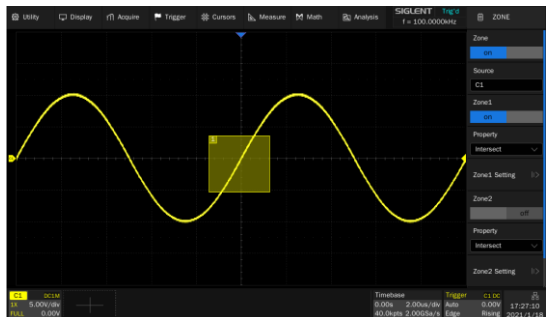 Utility Display Acquire Trigger Cursors Measure Math Analysis SIGLENT Trig'd ZONE
f = 100.0000kHz
Zone
on
Source
C1
Zone1
on
Property
Intersect
Zone1 Setting
Zone2
off
Property
Intersect
Zone2 Setting
C1 DC1M
1X 5.00V/div
FULL 0.00V
Timebase
0.00s 2.00us/div
40.0kpts 2.00GSa/s
Trigger C1 DC
Auto 0.00V
Edge Rising
17:27:10
2021/1/18